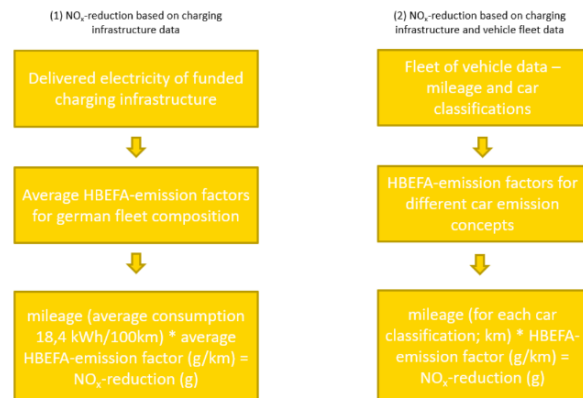 (1) NOₓ-reduction based on charging
infrastructure data
Delivered electricity of funded
charging infrastructure
Average HBEFA-emission factors
for german fleet composition
mileage (average consumption
18,4 kWh/100km) * average
HBEFA-emission factor (g/km) =
NOₓ-reduction (g)
(2) NOₓ-reduction based on charging
infrastructure and vehicle fleet data
Fleet of vehicle data –
mileage and car
classifications
HBEFA-emission factors for
different car emission
concepts
mileage (for each car
classification; km) * HBEFA-
emission factor (g/km) =
NOₓ-reduction (g)